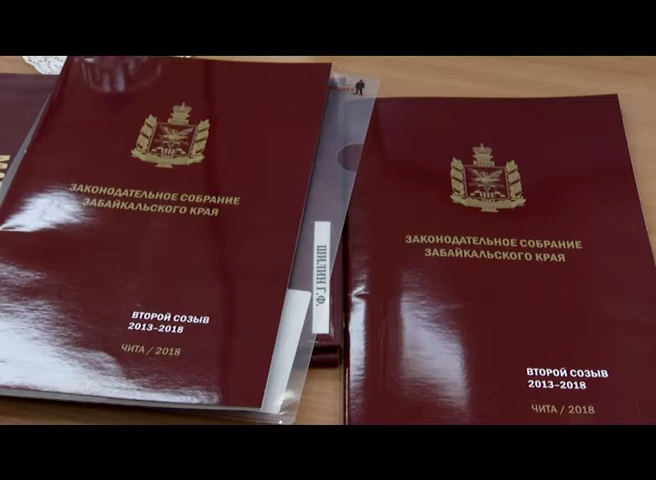 ЗАКОНОДАТЕЛЬНОЕ СОБРАНИЕ
ЗАБАЙКАЛЬСКОГО КРАЯ
ВТОРОЙ СОЗЫВ
2013–2018
ЧИТА / 2018
ШИЛИН Г.Ф.
ЗАКОНОДАТЕЛЬНОЕ СОБРАНИЕ
ЗАБАЙКАЛЬСКОГО КРАЯ
ВТОРОЙ СОЗЫВ
2013–2018
ЧИТА / 2018